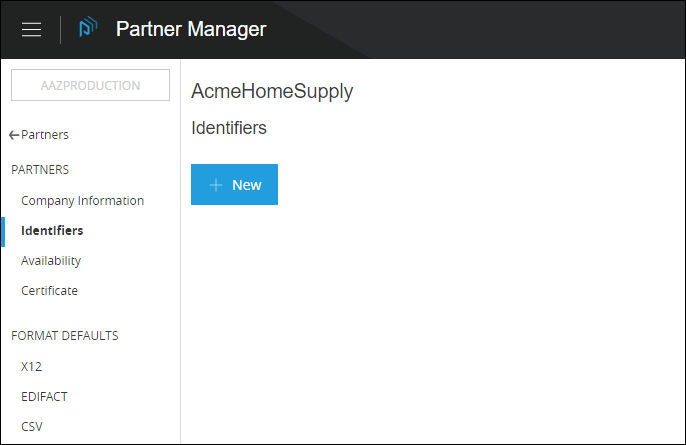 Partner Manager
AAZPRODUCTION
Partners
PARTNERS
Company Information
Identifiers
Availability
Certificate
FORMAT DEFAULTS
X12
EDIFACT
CSV
AcmeHomeSupply
Identifiers
New